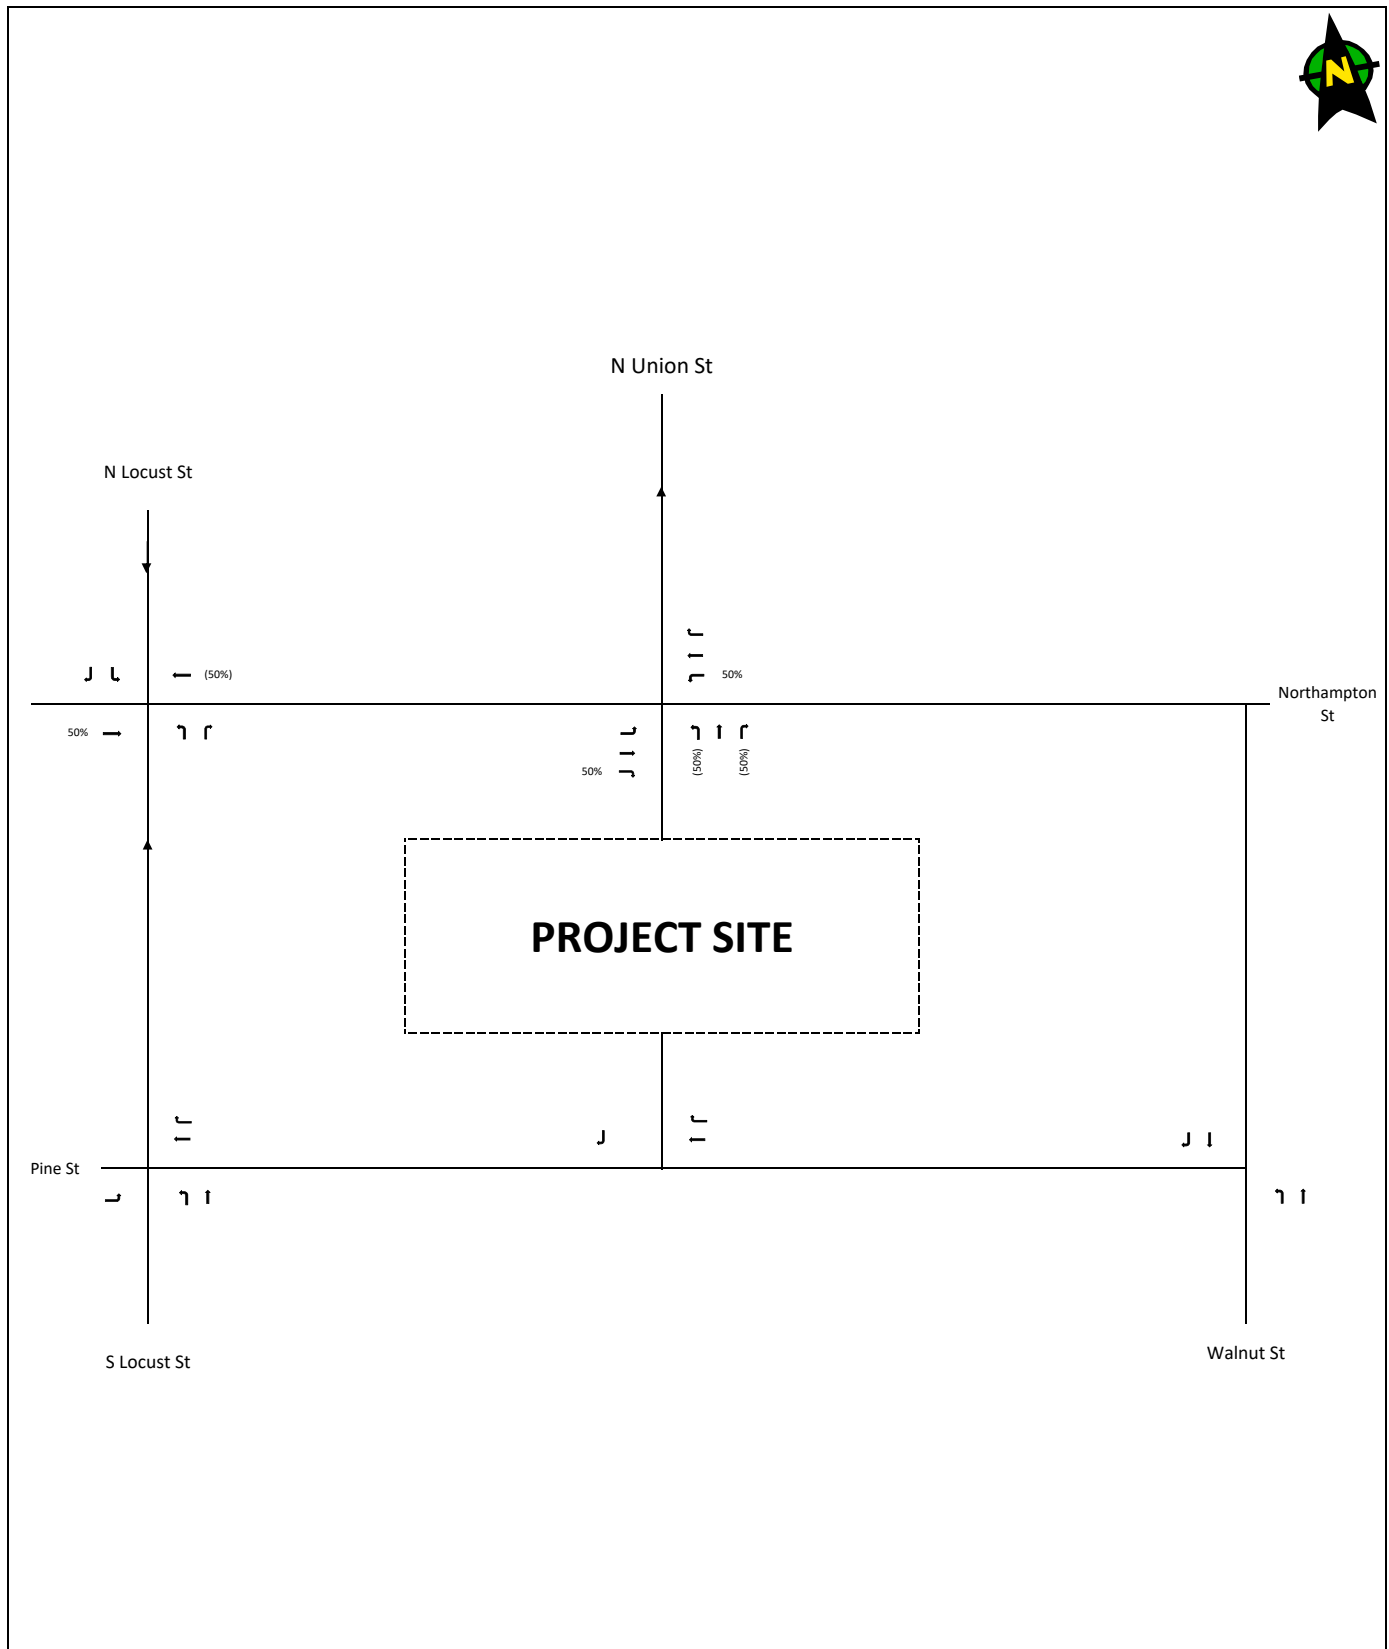 N
N Union St
N Locust St
(50%)
50%
Northampton
St
50%
50%
(50%)
(50%)
PROJECT SITE
Pine St
S Locust St
Walnut St